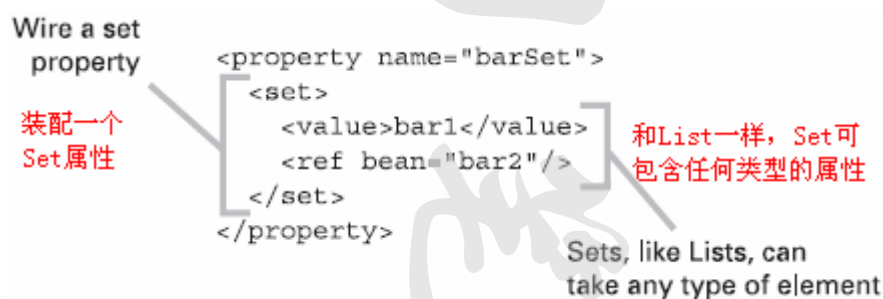 Wire a set
property
装配一个
Set属性
<property name="barSet">
<set>
<value>bar1</value>
<ref bean="bar2"/>
</set>
</property>
和List一样，Set可
包含任何类型的属性
Sets, like Lists, can
take any type of element